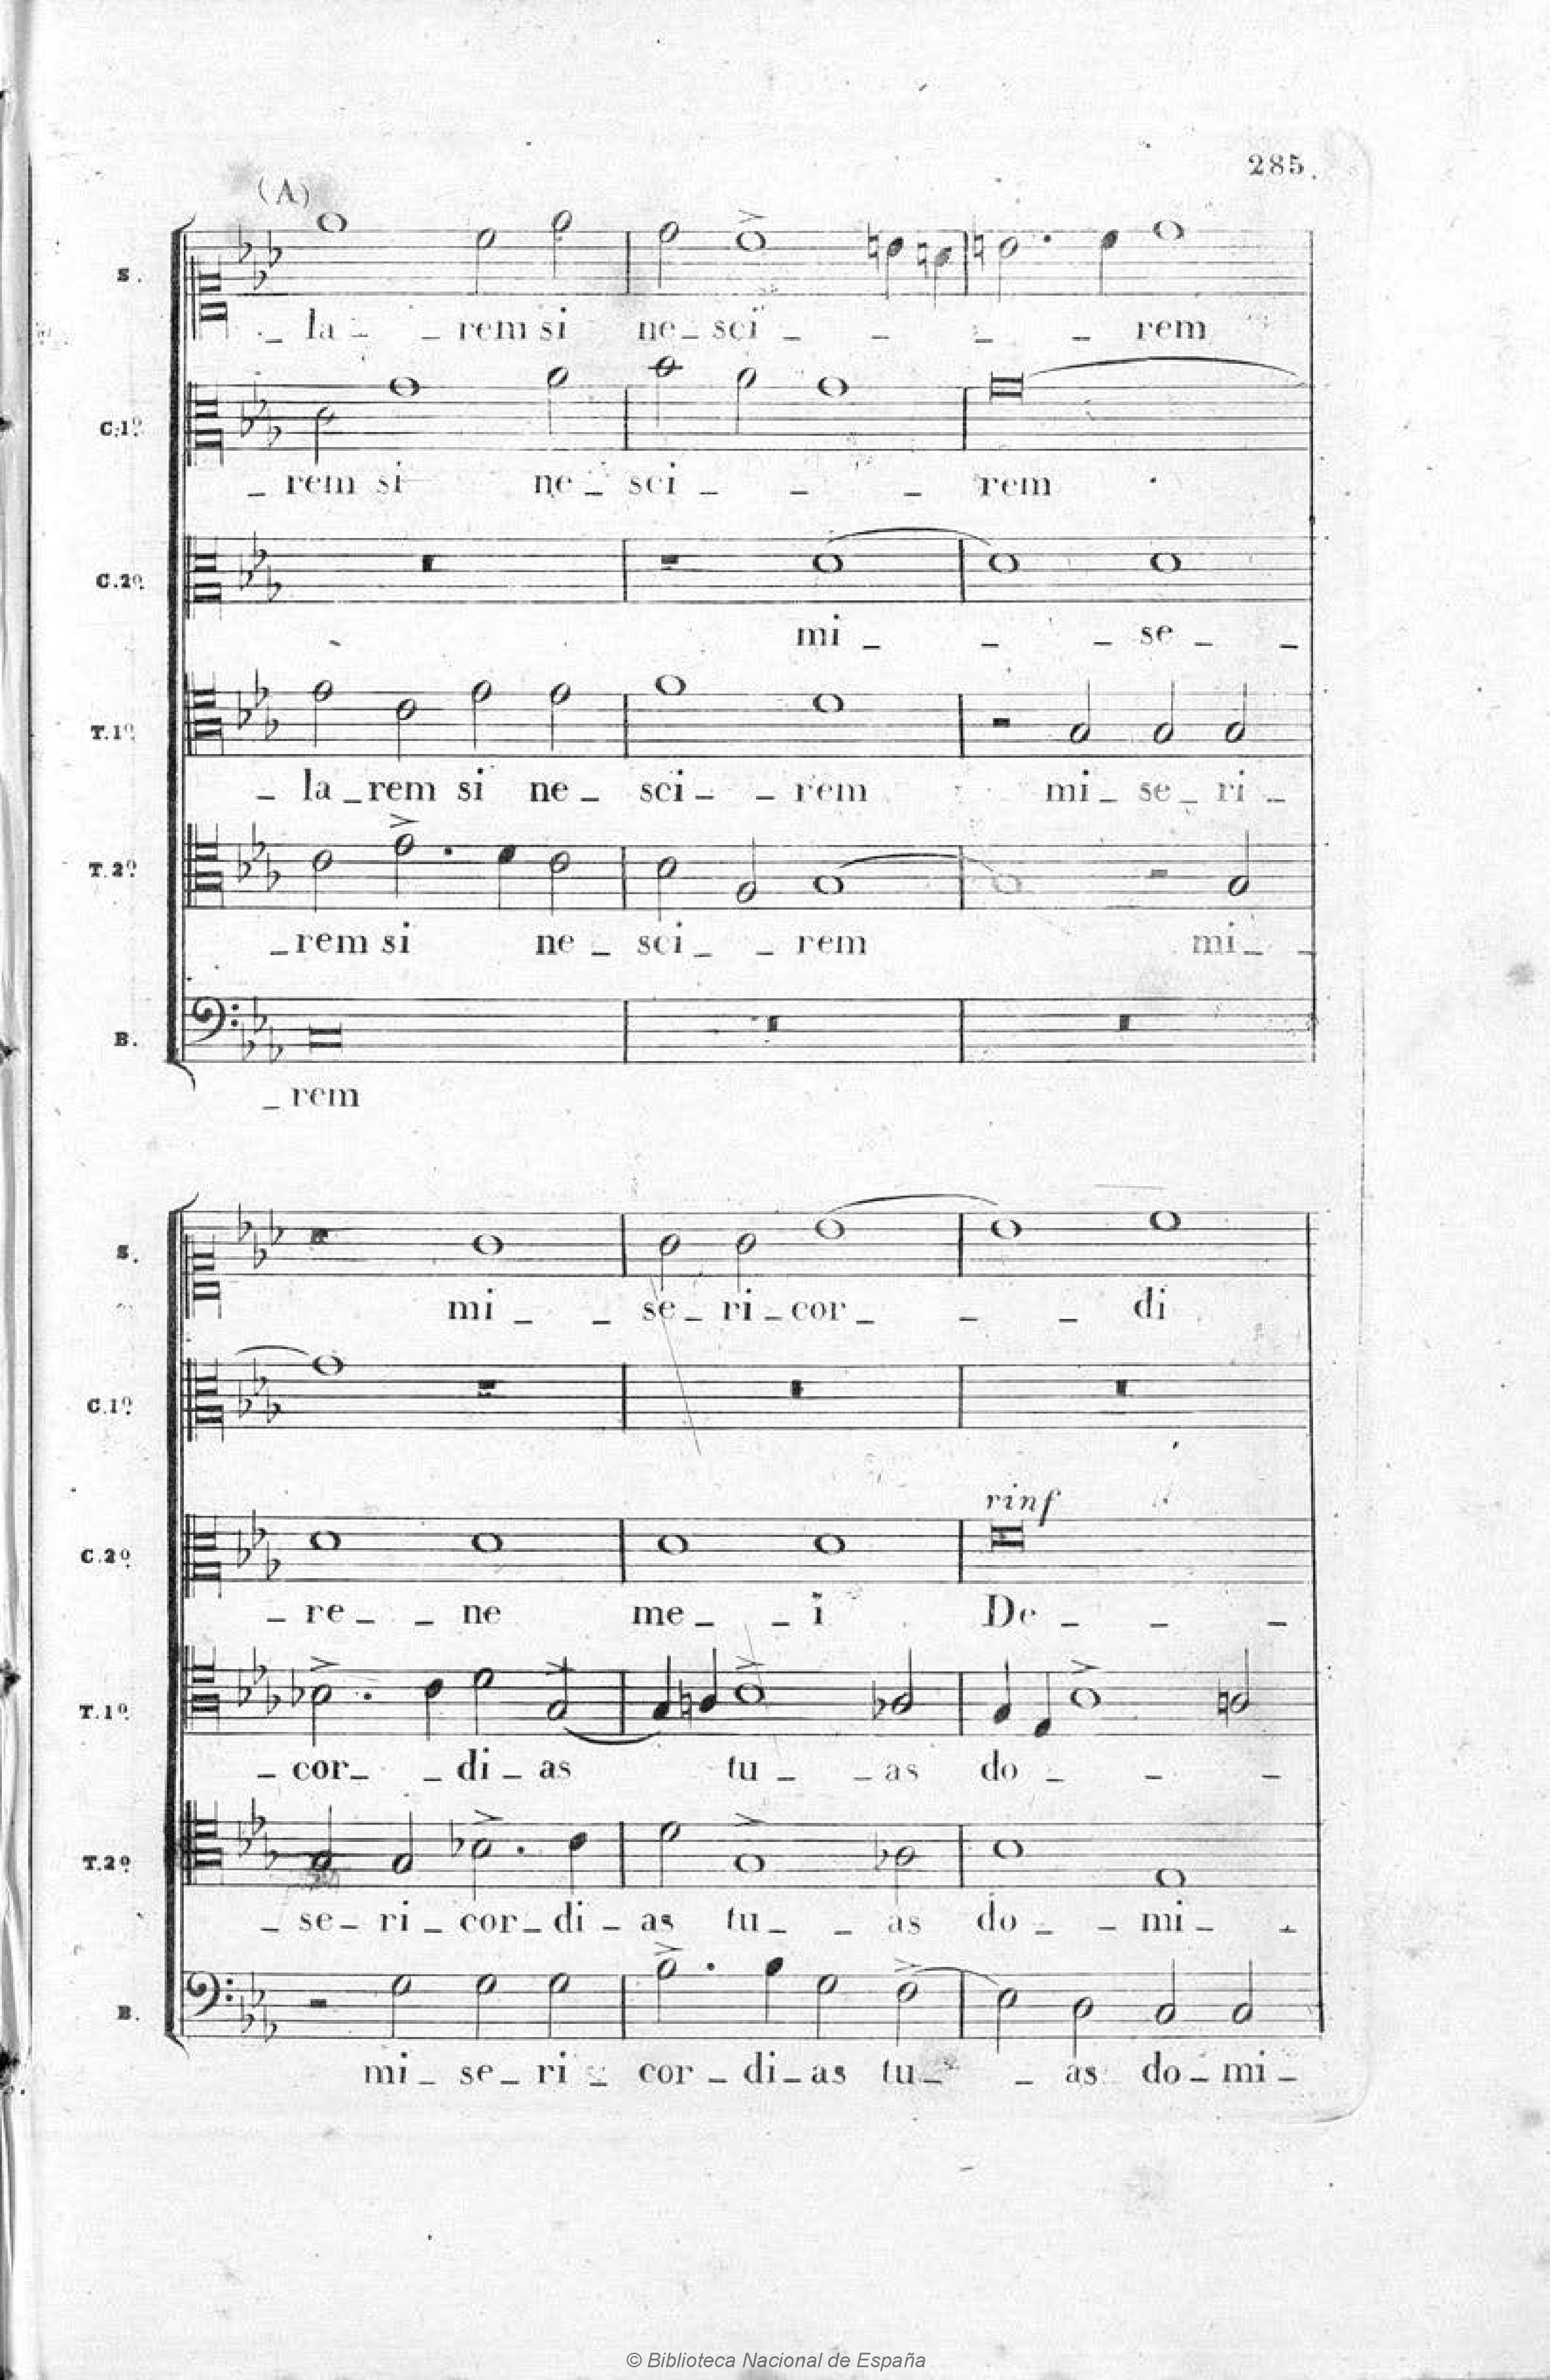 285.
(A)
S.
_ la _ _ rem si ne _ sci _ _ _ _ rem
C.1º
_ rem si ne _ sci _ _ _ rem
C.2º
mi _ _ _ se _ _
T.1º
_ la _ rem si ne _ sci _ _ rem mi _ se _ ri _
T.2º
_ rem si ne _ sci _ _ rem mi _ _
B.
_ rem
S.
mi _ _ se _ ri _ cor _ _ _ di
C.1º
C.2º
rinf
_ re _ _ ne me _ _ i De _ _ _
T.1º
_ cor _ _ di _ as tu _ _ as do _ _ _
T.2º
_ se _ ri _ cor _ di _ as tu _ _ as do _ _ mi _ _
B.
mi _ se _ ri _ cor _ di _ as tu _ _ as do _ mi _
© Biblioteca Nacional de España